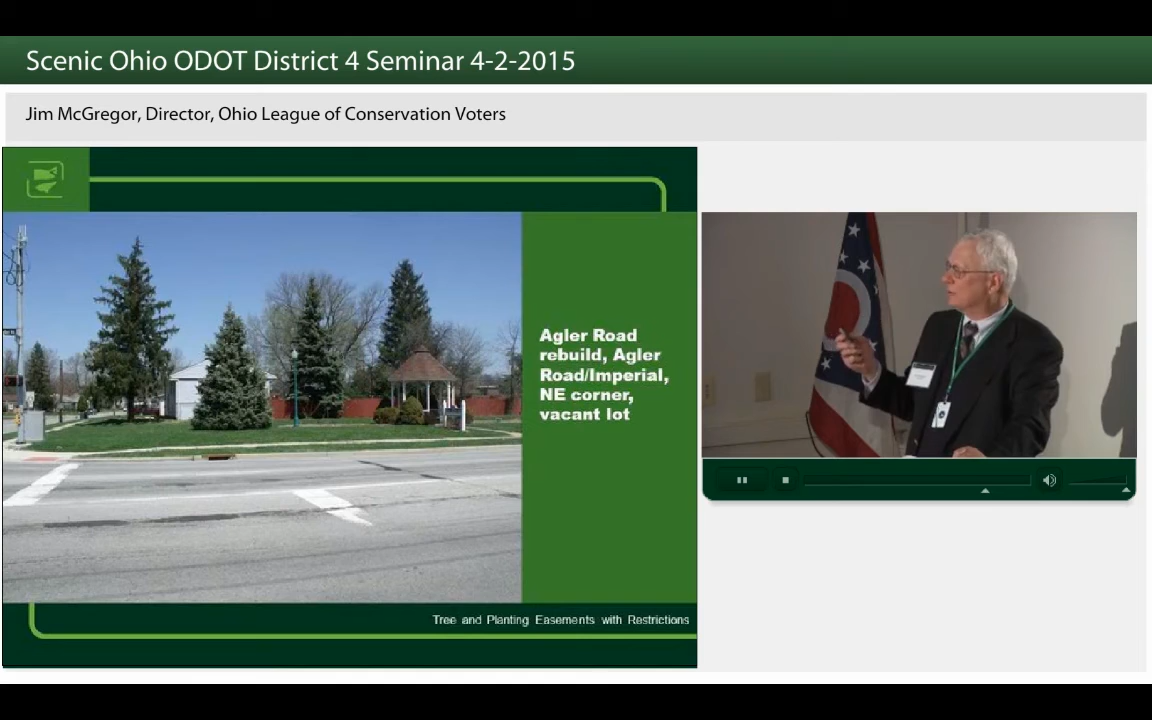 Scenic Ohio ODOT District 4 Seminar 4-2-2015
Jim McGregor, Director, Ohio League of Conservation Voters
Agler Road
rebuild, Agler
Road/Imperial,
NE corner,
vacant lot
Tree and Planting Easements with Restrictions